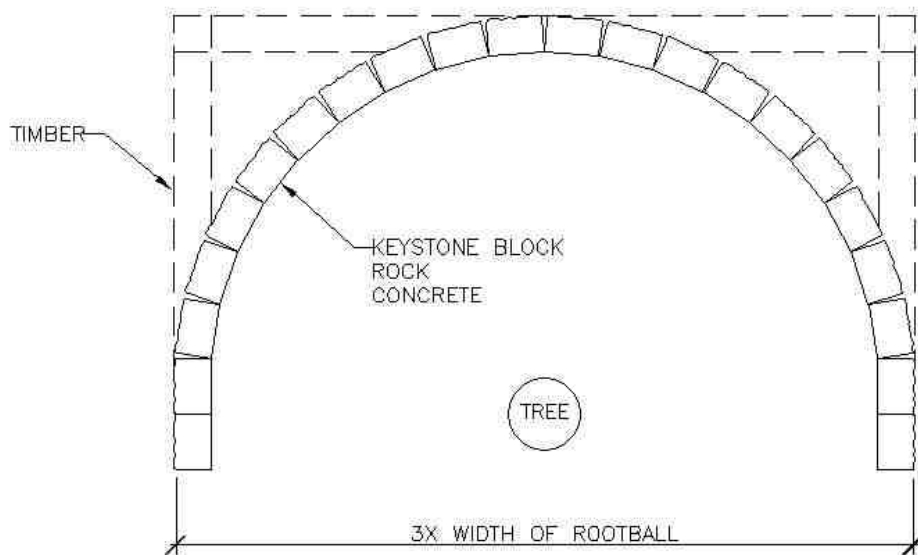 TIMBER
KEYSTONE BLOCK
ROCK
CONCRETE
TREE
3X WIDTH OF ROOTBALL